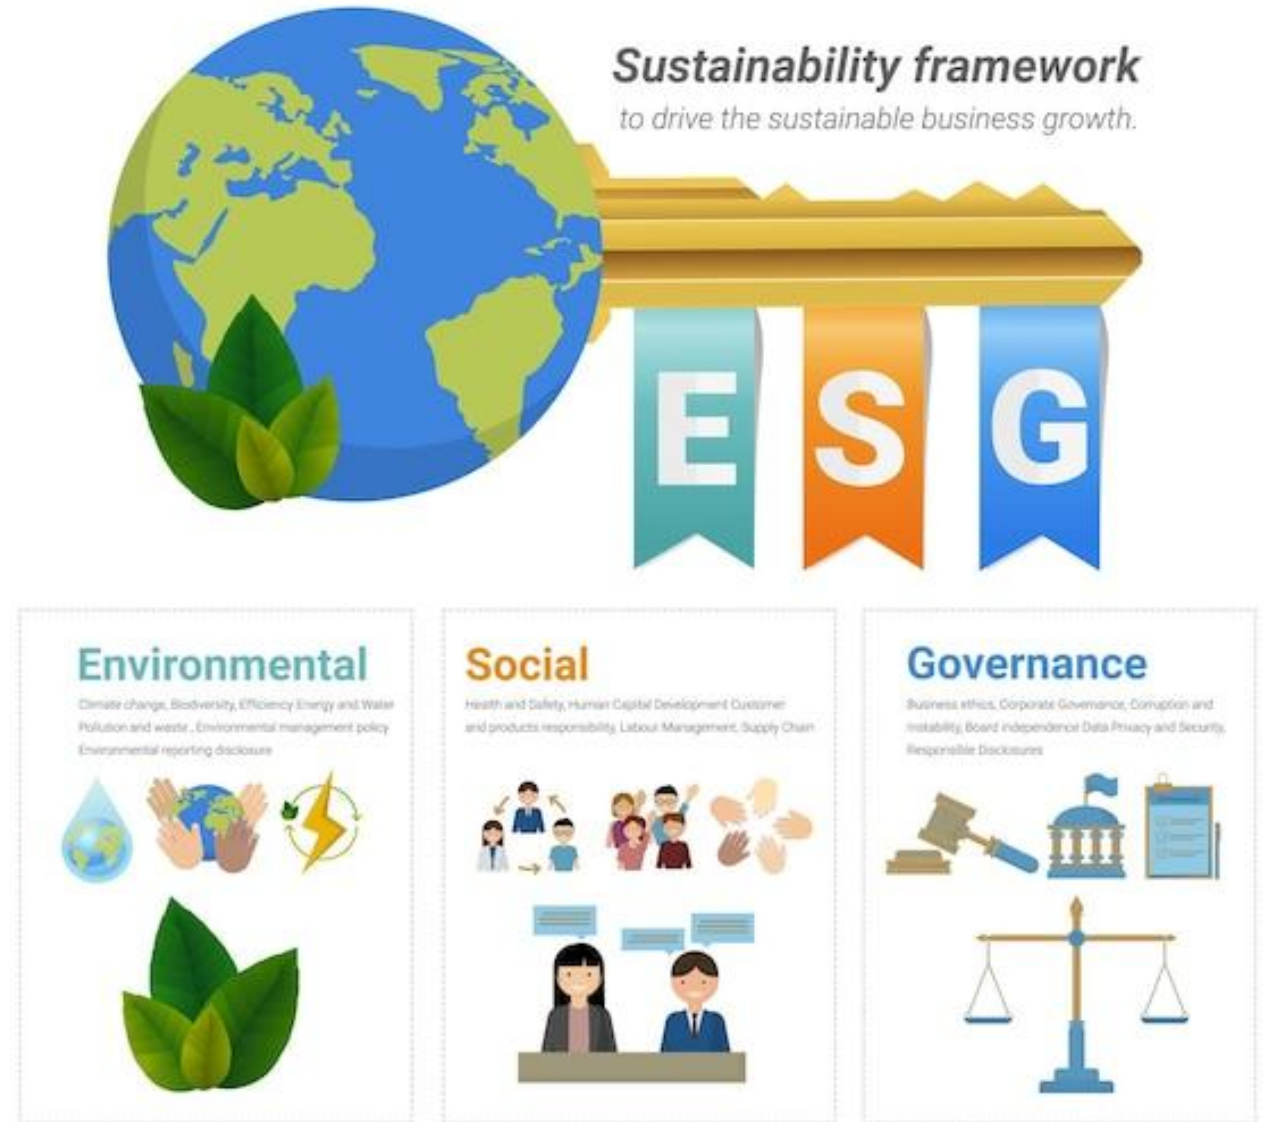 Sustainability framework
to drive the sustainable business growth.
E S G
Environmental
Climate change, Biodiversity, Efficiency Energy and Water
Pollution and waste , Environmental management policy
Environmental reporting disclosure
Social
Health and Safety, Human Capital Development Customer
and products responsibility, Labour Management, Supply Chain
Governance
Business ethics, Corporate Governance, Corruption and
Instability, Board independence Data Privacy and Security,
Responsible Disclosures